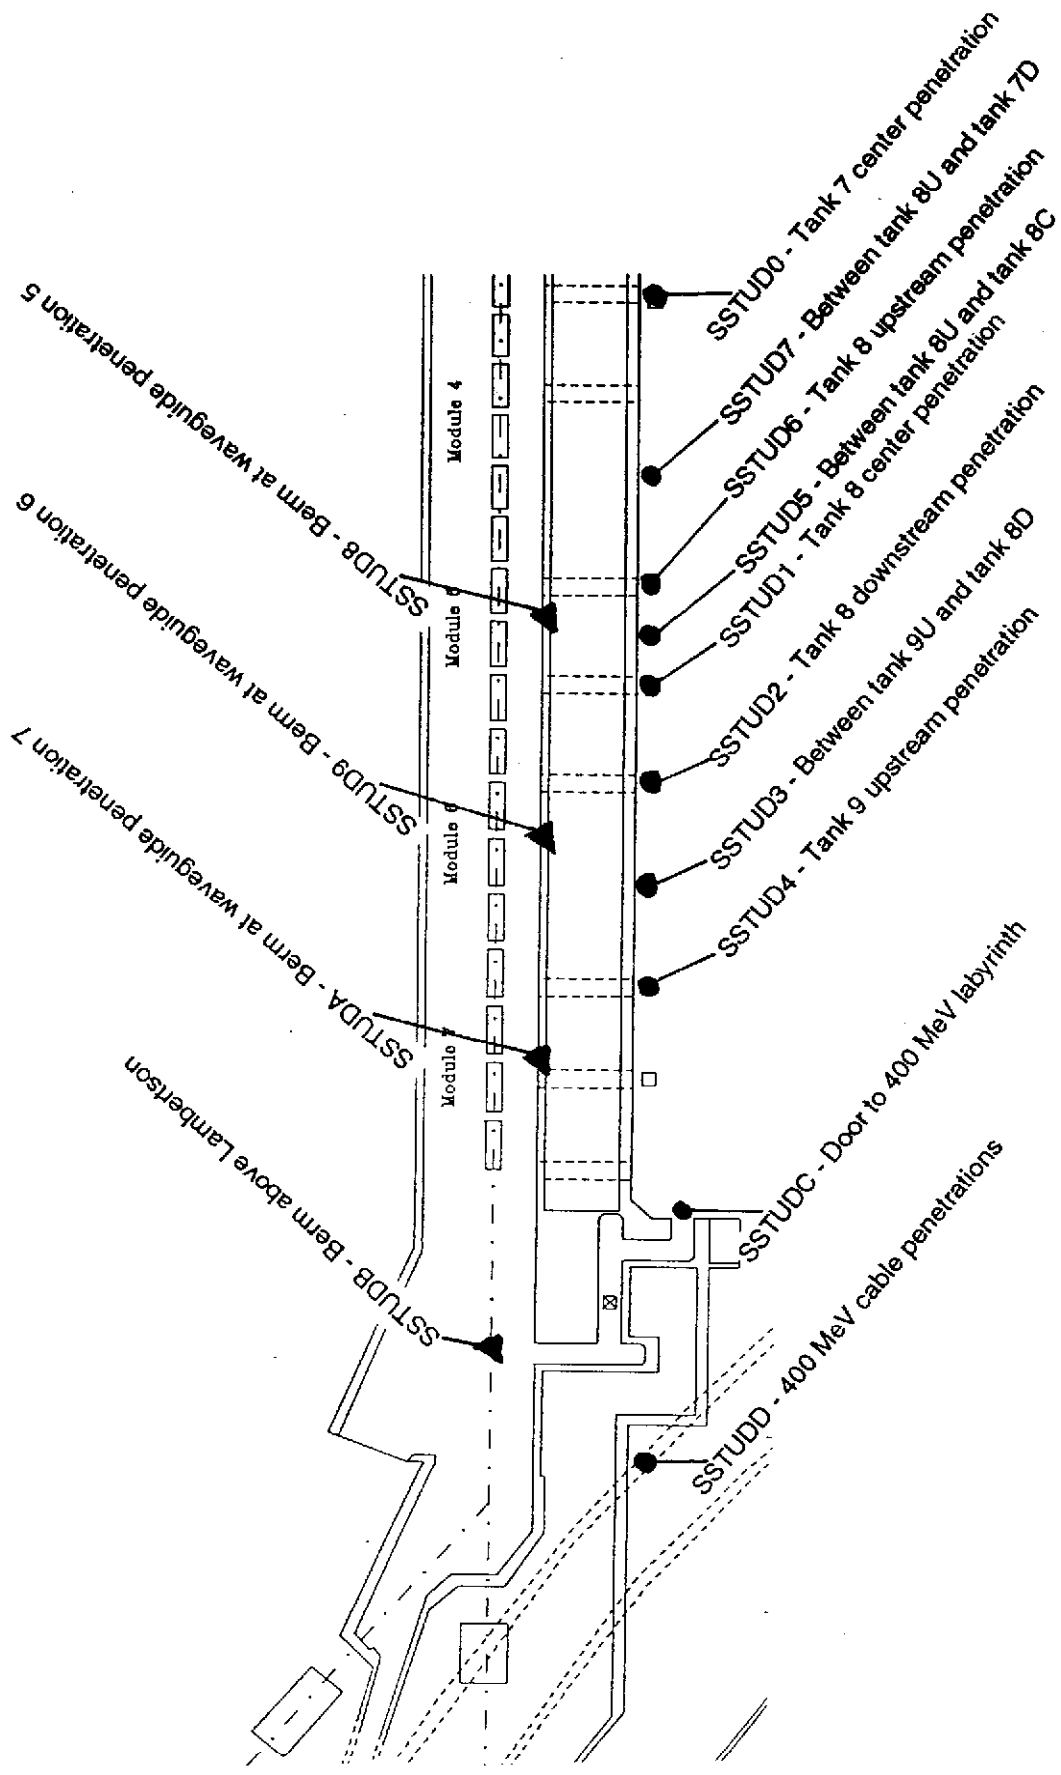 SSTUD8 - Berm at waveguide penetration 5
SSTUD9 - Berm at waveguide penetration 6
SSTUDA - Berm at waveguide penetration 7
SSTUDB - Berm above Lambertson
Module 4
Module
Module 6
Module
SSTUD0 - Tank 7 center penetration
SSTUD7 - Between tank 8U and tank 7D
SSTUD6 - Tank 8 upstream penetration
SSTUD5 - Between tank 8U and tank 8C
SSTUD1 - Tank 8 center penetration
SSTUD2 - Tank 8 downstream penetration
SSTUD3 - Between tank 9U and tank 8D
SSTUD4 - Tank 9 upstream penetration
SSTUDC - Door to 400 MeV labyrinth
SSTUDD - 400 MeV cable penetrations